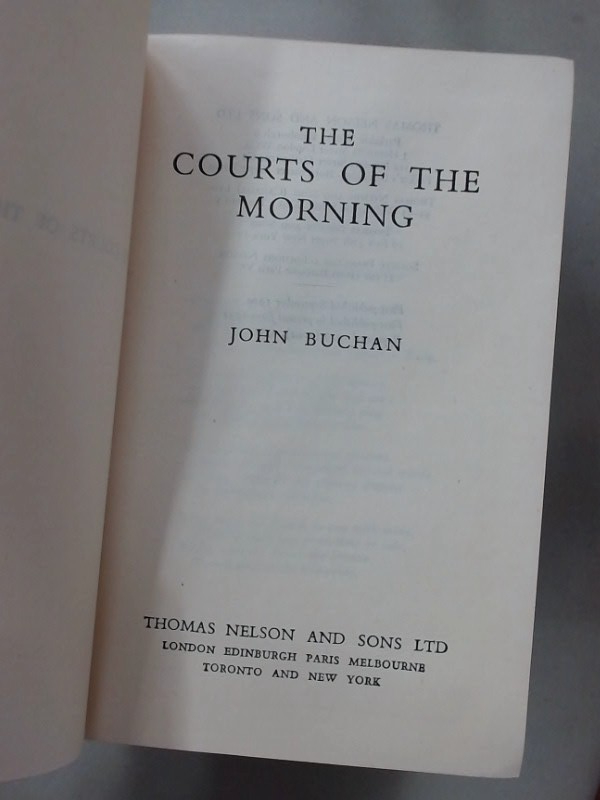 THE
COURTS OF THE
MORNING
JOHN BUCHAN
THOMAS NELSON AND SONS LTD
LONDON EDINBURGH PARIS MELBOURNE
TORONTO AND NEW YORK